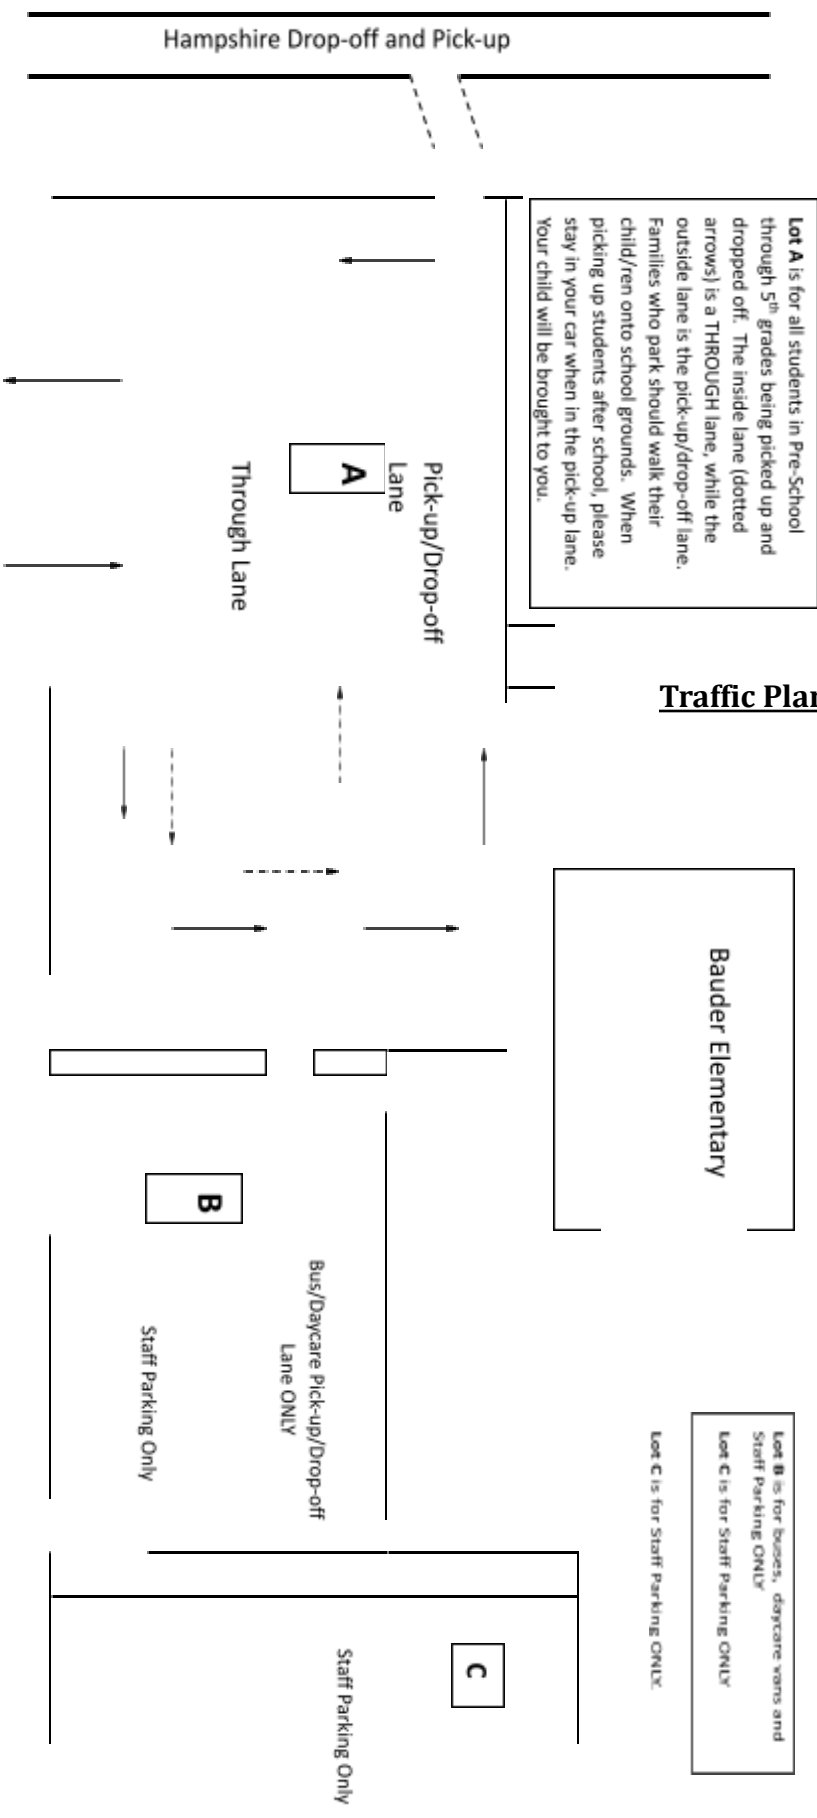 Hampshire Drop-off and Pick-up
Lot A is for all students in Pre-School
through 5th grades being picked up and
dropped off. The inside lane (dotted
arrows) is a THROUGH lane, while the
outside lane is the pick-up/drop-off lane.
Families who park should walk their
child/ren onto school grounds. When
picking up students after school, please
stay in your car when in the pick-up lane.
Your child will be brought to you.
Pick-up/Drop-off
Lane
A
Through Lane
Traffic Plan
Bauder Elementary
B
Bus/Daycare Pick-up/Drop-off
Lane ONLY
Staff Parking Only
Lot B is for buses, daycare vans and
Staff Parking ONLY
Lot C is for Staff Parking ONLY
Lot C is for Staff Parking ONLY.
C
Staff Parking Only